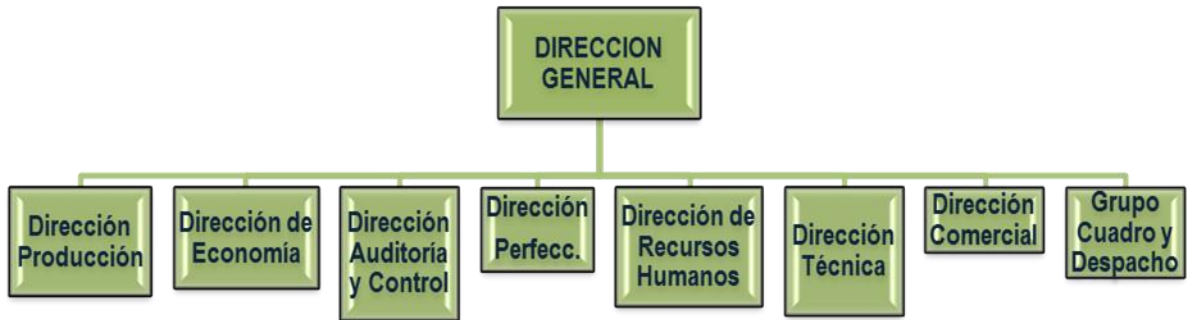 DIRECCION
GENERAL
Dirección
Producción
Dirección de
Economía
Dirección
Auditoría
y Control
Dirección
Perfecc.
Dirección de
Recursos
Humanos
Dirección
Técnica
Dirección
Comercial
Grupo
Cuadro y
Despacho